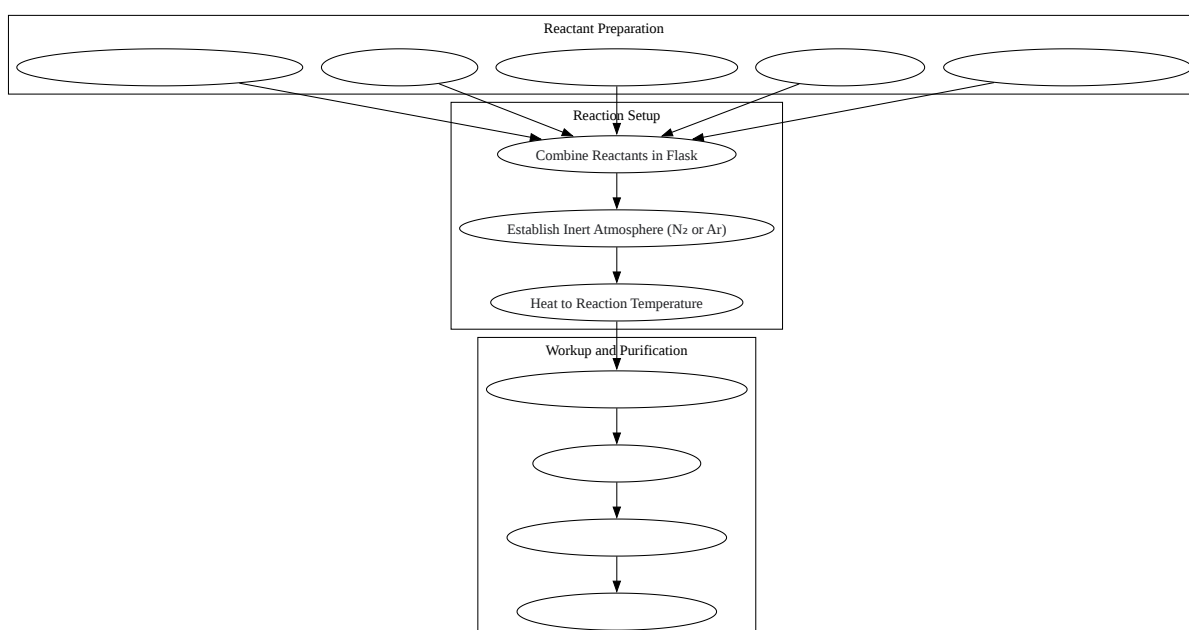 Reactant Preparation
Reaction Setup
Combine Reactants in Flask
Establish Inert Atmosphere (N₂ or Ar)
Heat to Reaction Temperature
Workup and Purification